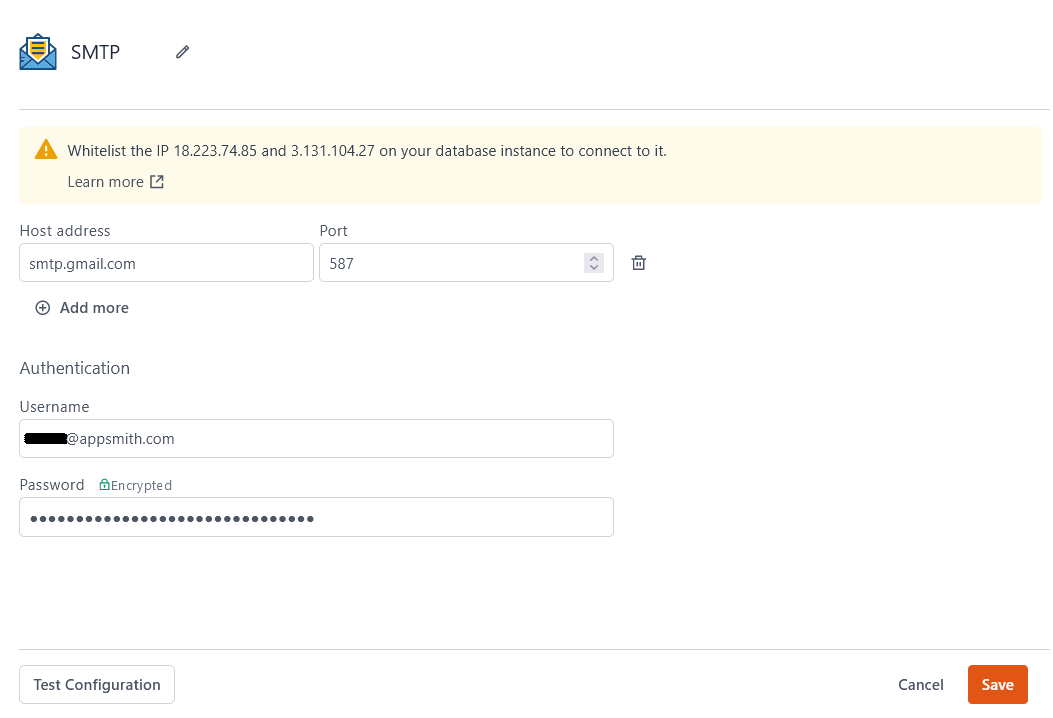 SMTP
Whitelist the IP 18.223.74.85 and 3.131.104.27 on your database instance to connect to it.
Learn more
Host address Port
smtp.gmail.com 587
Add more
Authentication
Username
@appsmith.com
Password Encrypted
Test Configuration Cancel Save